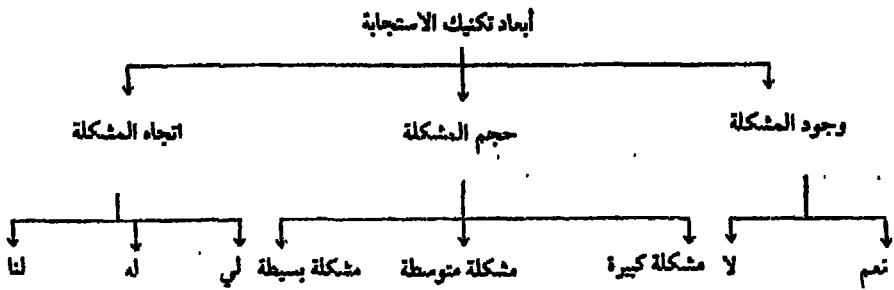 أبعاد تكنيك الاستجابة
وجود المشكلة حجم المشكلة اتجاه المشكلة
نعم لا مشكلة كبيرة مشكلة متوسطة مشكلة بسيطة لي له لنا